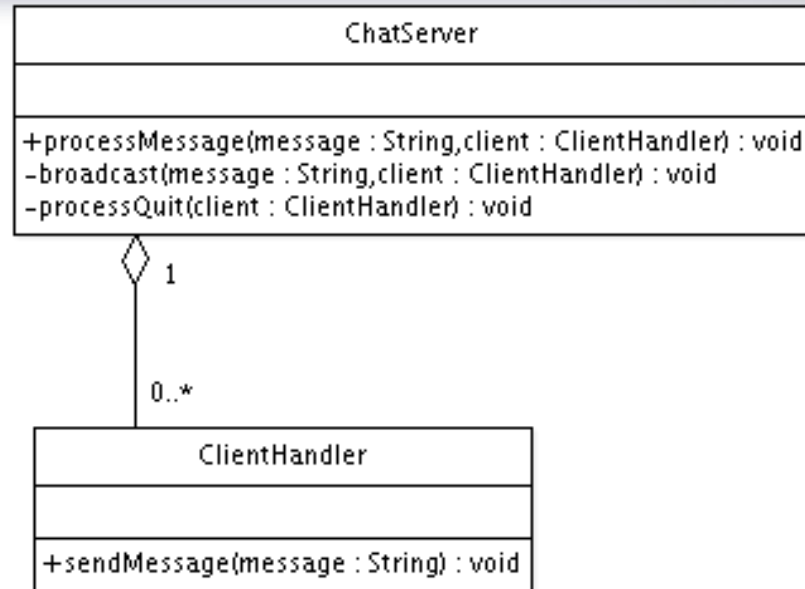 ChatServer
+processMessage(message : String,client : ClientHandler) : void
-broadcast(message : String,client : ClientHandler) : void
-processQuit(client : ClientHandler) : void
1
0..*
ClientHandler
+sendMessage(message : String) : void